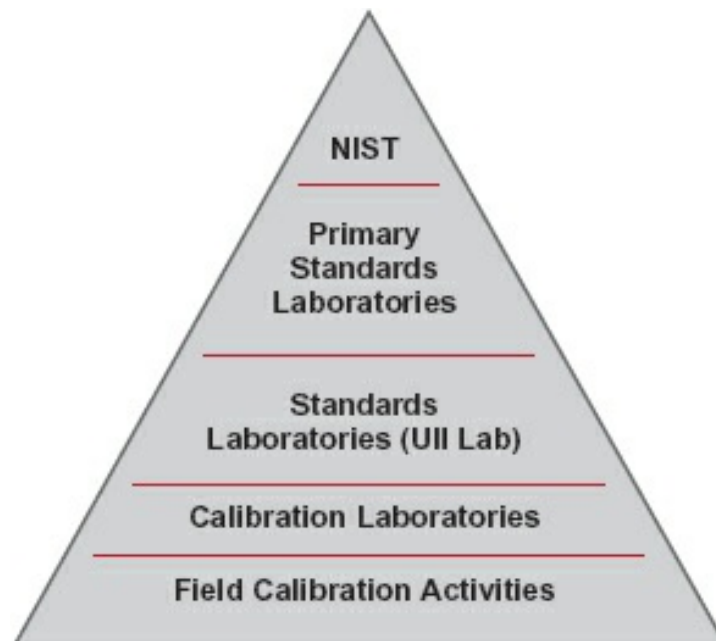 NIST
Primary
Standards
Laboratories
Standards
Laboratories (UII Lab)
Calibration Laboratories
Field Calibration Activities